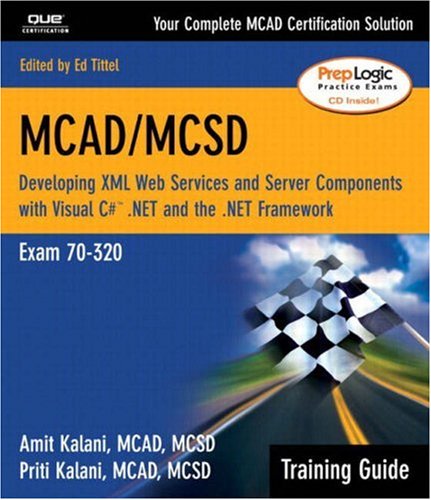 QUE®
CERTIFICATION
Your Complete MCAD Certification Solution
Edited by Ed Tittel
PrepLogic
Practice Exams
CD Inside!
MCAD/MCSD
Developing XML Web Services and Server Components
with Visual C#™ .NET and the .NET Framework
Exam 70-320
Amit Kalani, MCAD, MCSD
Priti Kalani, MCAD, MCSD
Training Guide